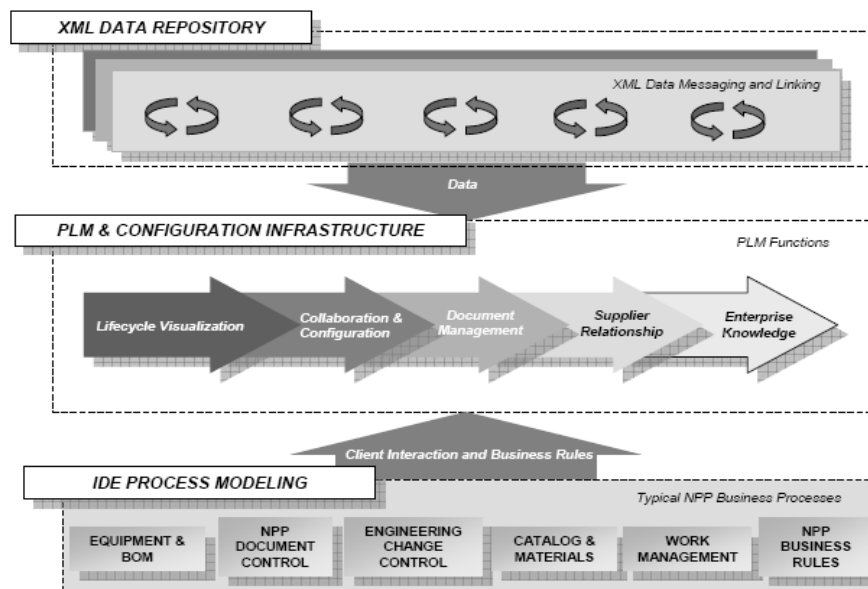 XML DATA REPOSITORY
XML Data Messaging and Linking
Data
PLM & CONFIGURATION INFRASTRUCTURE
PLM Functions
Lifecycle Visualization
Collaboration &
Configuration
Document
Management
Supplier
Relationship
Enterprise
Knowledge
Client Interaction and Business Rules
IDE PROCESS MODELING
Typical NPP Business Processes
EQUIPMENT &
BOM
NPP
DOCUMENT
CONTROL
ENGINEERING
CHANGE
CONTROL
CATALOG &
MATERIALS
WORK
MANAGEMENT
NPP
BUSINESS
RULES